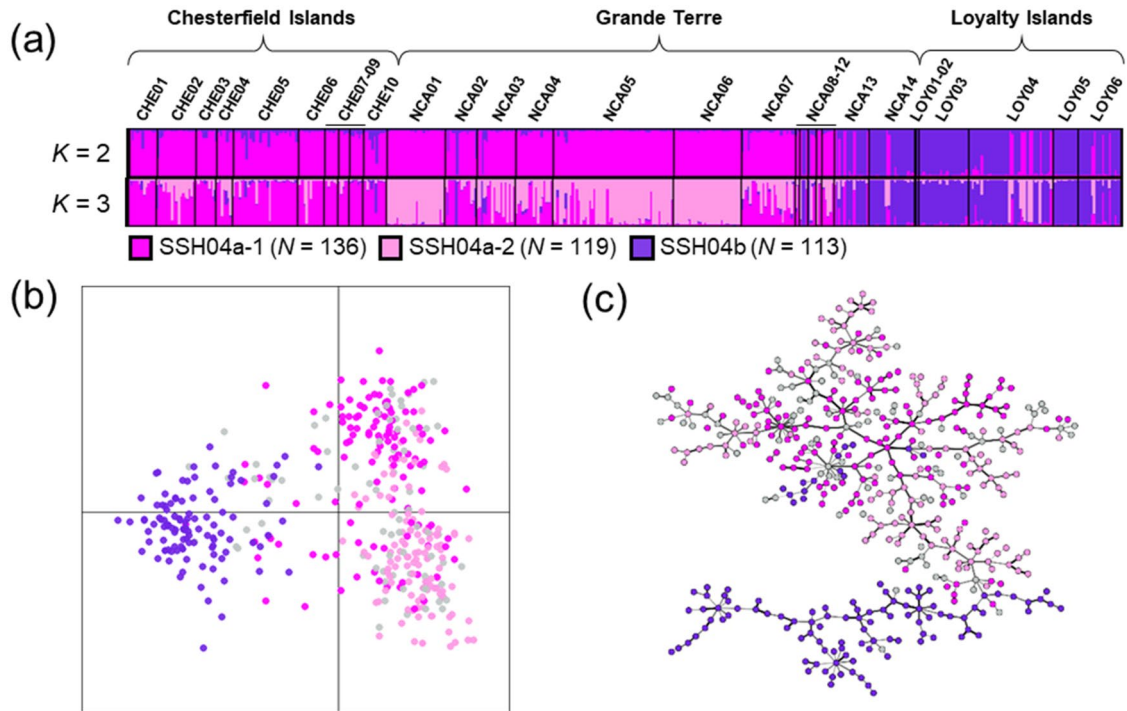 (a)
Chesterfield Islands Grande Terre Loyalty Islands
CHE01 CHE02 CHE03 CHE04 CHE05 CHE06 CHE07-09 CHE10 NCA01 NCA02 NCA03 NCA04 NCA05 NCA06 NCA07 NCA08-12 NCA13 NCA14 LOY01-02 LOY03 LOY04 LOY05 LOY06
K = 2
K = 3
SSH04a-1 (N = 136) SSH04a-2 (N = 119) SSH04b (N = 113)
(b)
(c)